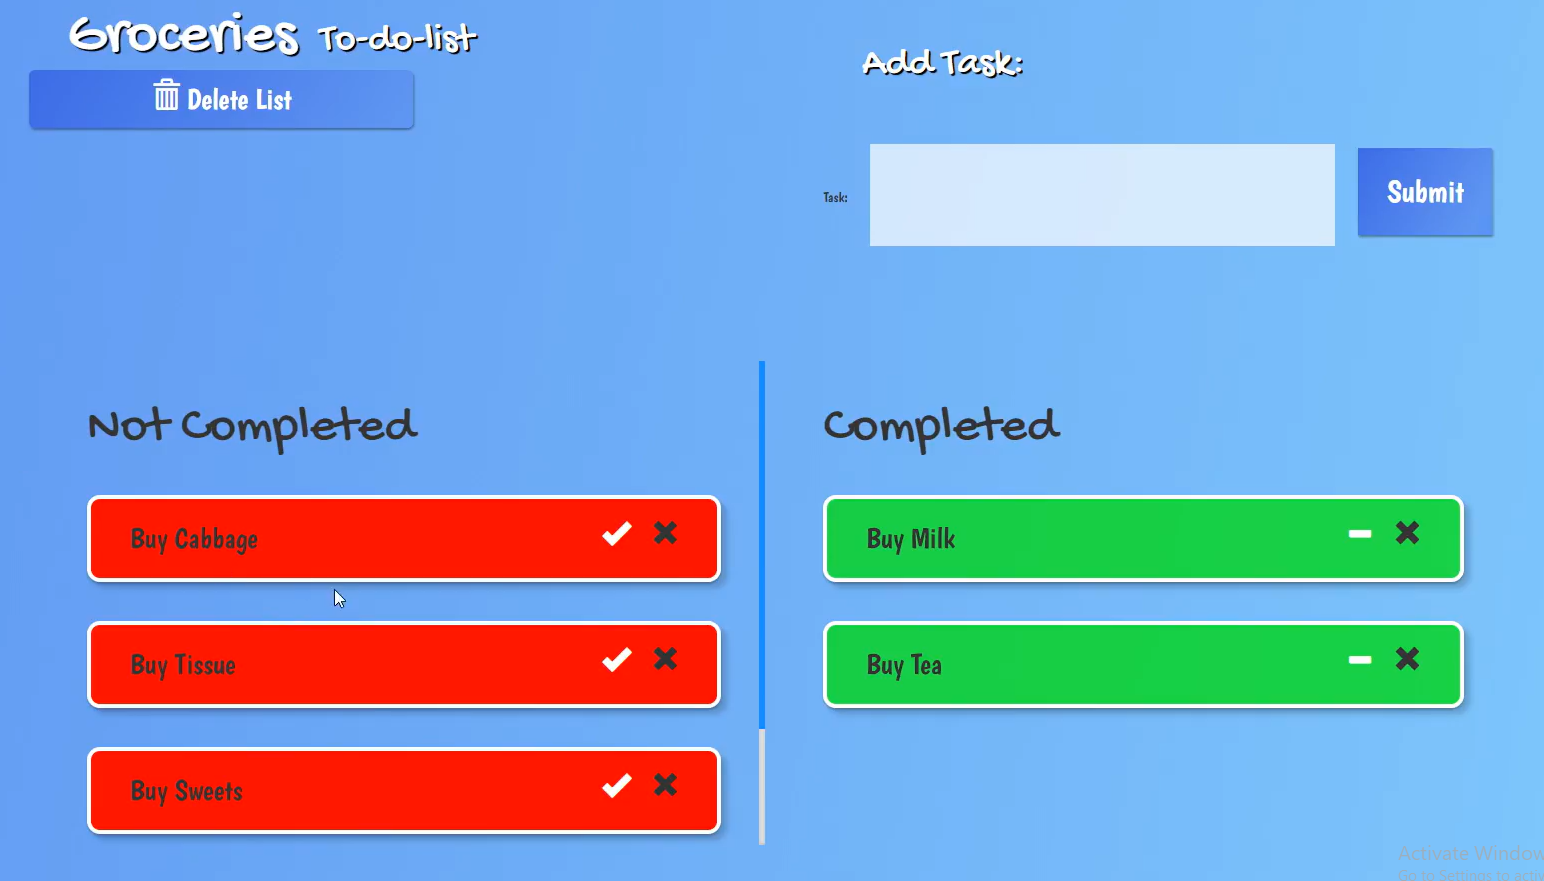 Groceries To-do-list
Delete List
Add Task:
Task:
Submit
Not Completed
Buy Cabbage
Buy Tissue
Buy Sweets
Completed
Buy Milk
Buy Tea
Activate Window
Go to Settings to activ